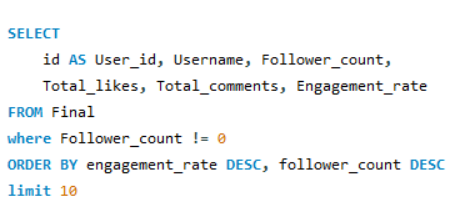 SELECT
id AS User_id, Username, Follower_count,
Total_likes, Total_comments, Engagement_rate
FROM Final
where Follower_count != 0
ORDER BY engagement_rate DESC, follower_count DESC
limit 10